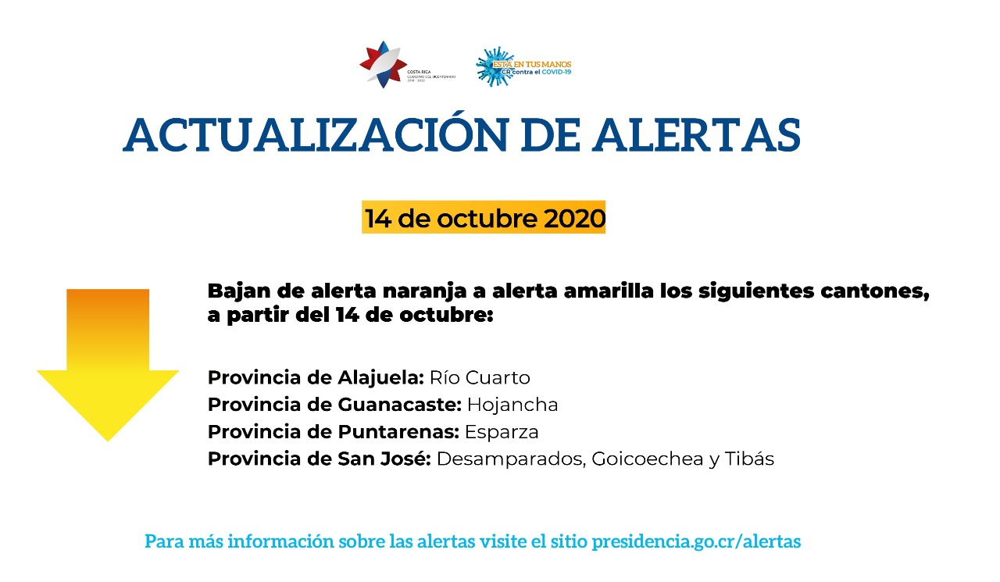 COSTA RICA
GOBIERNO DEL BICENTENARIO
2018 - 2022
ESTÁ EN TUS MANOS
CR contra el COVID-19
ACTUALIZACIÓN DE ALERTAS
14 de octubre 2020
Bajan de alerta naranja a alerta amarilla los siguientes cantones,
a partir del 14 de octubre:
Provincia de Alajuela: Río Cuarto
Provincia de Guanacaste: Hojancha
Provincia de Puntarenas: Esparza
Provincia de San José: Desamparados, Goicoechea y Tibás
Para más información sobre las alertas visite el sitio presidencia.go.cr/alertas